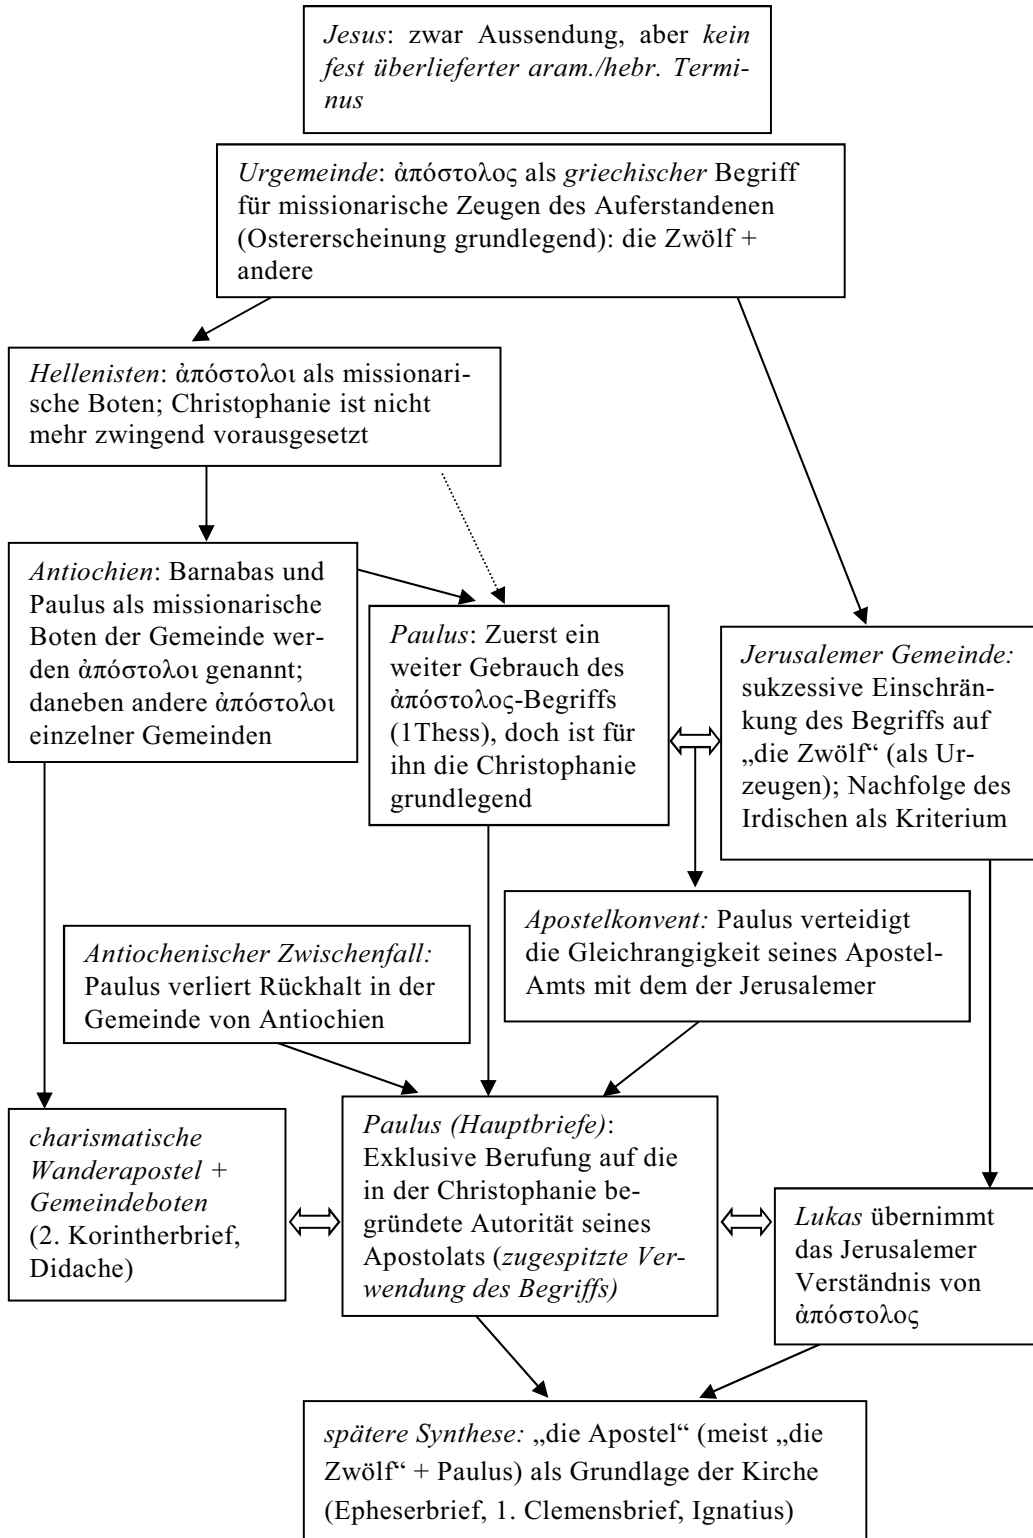 Jesus: zwar Aussendung, aber kein
fest überlieferter aram./hebr. Termi-
nus
Urgemeinde: ἀπόστολος als griechischer Begriff
für missionarische Zeugen des Auferstandenen
(Ostererscheinung grundlegend): die Zwölf +
andere
Hellenisten: ἀπόστολοι als missionari-
sche Boten; Christophanie ist nicht
mehr zwingend vorausgesetzt
Antiochien: Barnabas und
Paulus als missionarische
Boten der Gemeinde wer-
den ἀπόστολοι genannt;
daneben andere ἀπόστολοι
einzelner Gemeinden
Paulus: Zuerst ein
weiter Gebrauch des
ἀπόστολος-Begriffs
(1Thess), doch ist für
ihn die Christophanie
grundlegend
Jerusalemer Gemeinde:
sukzessive Einschrän-
kung des Begriffs auf
„die Zwölf“ (als Ur-
zeugen); Nachfolge des
Irdischen als Kriterium
Antiochenischer Zwischenfall:
Paulus verliert Rückhalt in der
Gemeinde von Antiochien
Apostelkonvent: Paulus verteidigt
die Gleichrangigkeit seines Apostel-
Amts mit dem der Jerusalemer
charismatische
Wanderapostel +
Gemeindeboten
(2. Korintherbrief,
Didache)
Paulus (Hauptbriefe):
Exklusive Berufung auf die
in der Christophanie be-
gründete Autorität seines
Apostolats (zugespitzte Ver-
wendung des Begriffs)
Lukas übernimmt
das Jerusalemer
Verständnis von
ἀπόστολος
spätere Synthese: „die Apostel“ (meist „die
Zwölf“ + Paulus) als Grundlage der Kirche
(Epheserbrief, 1. Clemensbrief, Ignatius)